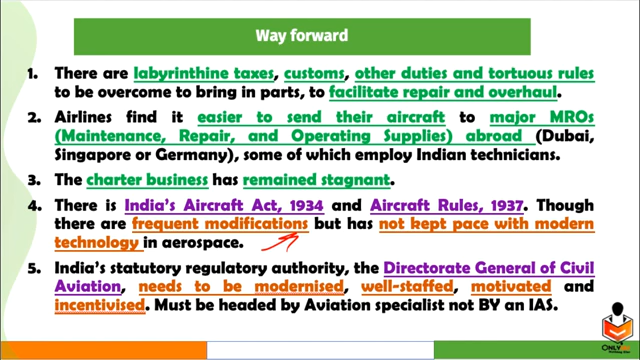 Way forward
1. There are labyrinthine taxes, customs, other duties and tortuous rules
to be overcome to bring in parts, to facilitate repair and overhaul.
2. Airlines find it easier to send their aircraft to major MROs
(Maintenance, Repair, and Operating Supplies) abroad (Dubai,
Singapore or Germany), some of which employ Indian technicians.
3. The charter business has remained stagnant.
4. There is India's Aircraft Act, 1934 and Aircraft Rules, 1937. Though
there are frequent modifications but has not kept pace with modern
technology in aerospace.
5. India's statutory regulatory authority, the Directorate General of Civil
Aviation, needs to be modernised, well-staffed, motivated and
incentivised. Must be headed by Aviation specialist not BY an IAS.